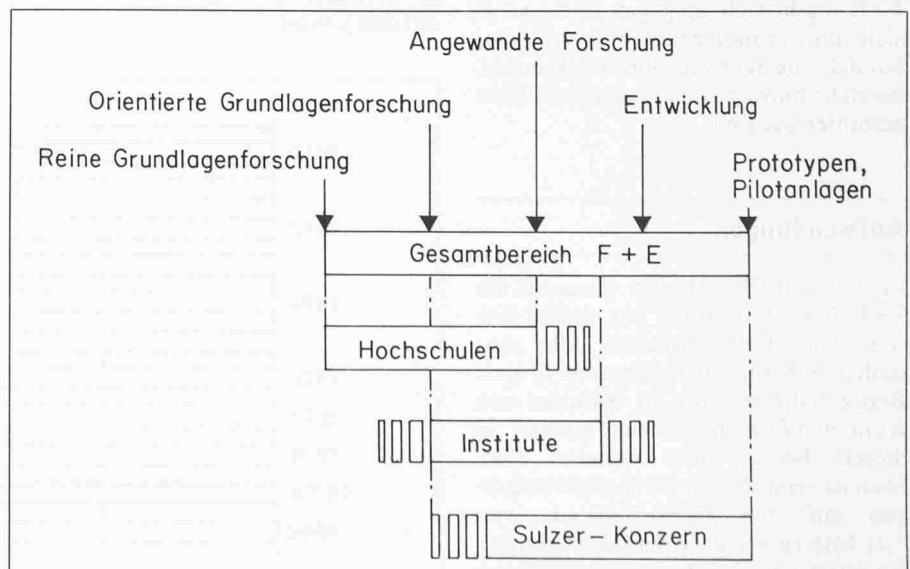 Angewandte Forschung
Orientierte Grundlagenforschung
Entwicklung
Reine Grundlagenforschung
Prototypen,
Pilotanlagen
Gesamtbereich F + E
Hochschulen
Institute
Sulzer-Konzern